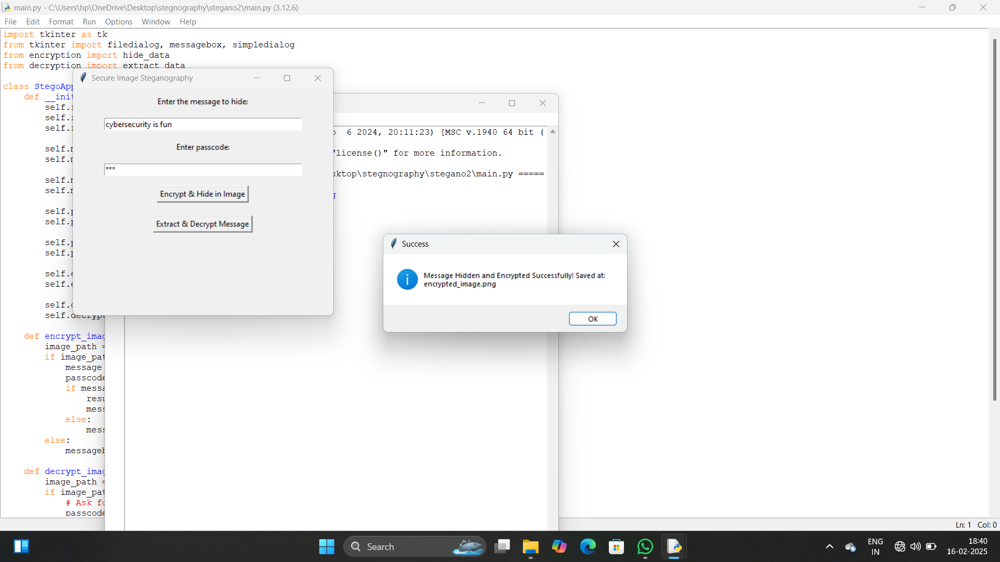 main.py - C:\Users\hp\OneDrive\Desktop\stegnography\stegano2\main.py (3.12.6)
File Edit Format Run Options Window Help
import tkinter as tk
from tkinter import filedialog, messagebox, simpledialog
from encryption import hide_data
from decryption import extract_data
class StegoApp
def __init
self.
self.
self.
self.
self.
self.
self.
self.
self.
self.
self.
self.
self.
self.
self.decrypt
def encrypt_imag
image_path =
if image_pat
message
passcode
if messa
resu
mess
else:
mess
else:
messageb
def decrypt_imag
image_path =
if image_pat
# Ask fo
passcode
Secure Image Steganography
Enter the message to hide:
cybersecurity is fun
Enter passcode:
***
Encrypt & Hide in Image
Extract & Decrypt Message
6 2024, 20:11:23) [MSC v.1940 64 bit (
"license()" for more information.
sktop\stegnography\stegano2\main.py =====
g
Success
Message Hidden and Encrypted Successfully! Saved at:
encrypted_image.png
OK
Ln: 1 Col: 0
Search
ENG
IN
18:40
16-02-2025